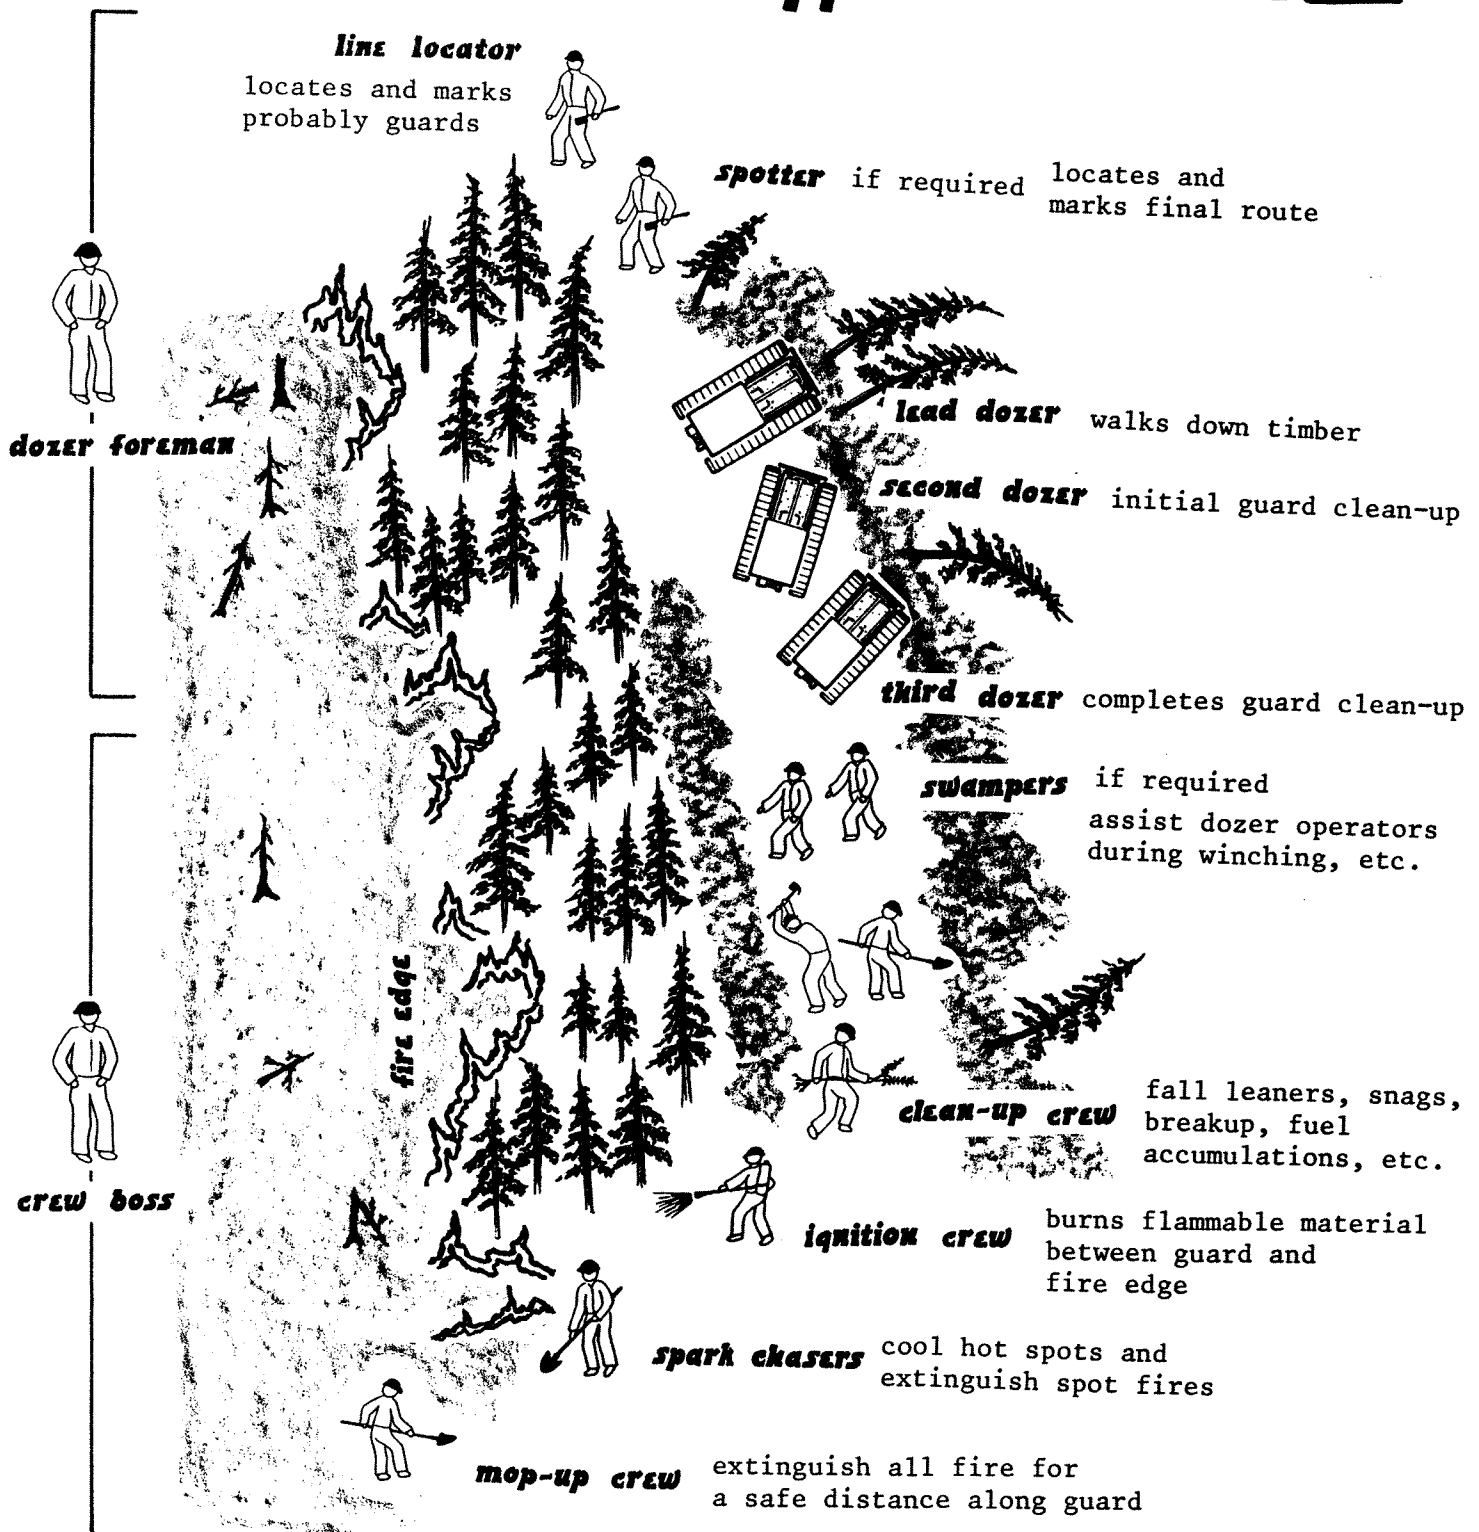 line locator
locates and marks
probably guards
spotter if required locates and
marks final route
dozer foreman
lead dozer walks down timber
second dozer initial guard clean-up
third dozer completes guard clean-up
swampers if required
assist dozer operators
during winching, etc.
fire edge
clean-up crew fall leaners, snags,
breakup, fuel
accumulations, etc.
crew boss
ignition crew burns flammable material
between guard and
fire edge
spark chasers cool hot spots and
extinguish spot fires
mop-up crew extinguish all fire for
a safe distance along guard